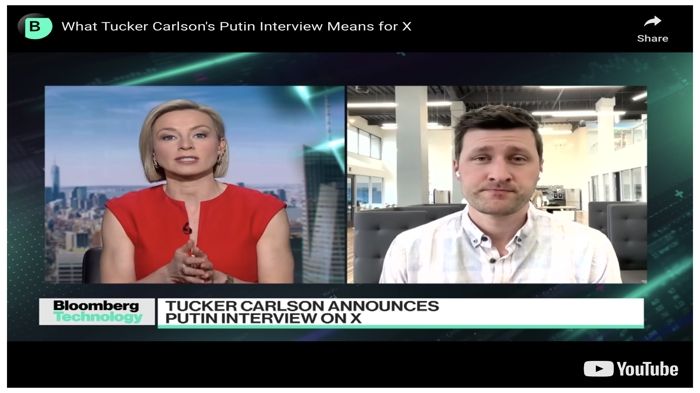 B
What Tucker Carlson's Putin Interview Means for X
Share
Bloomberg
Technology
TUCKER CARLSON ANNOUNCES
PUTIN INTERVIEW ON X
YouTube